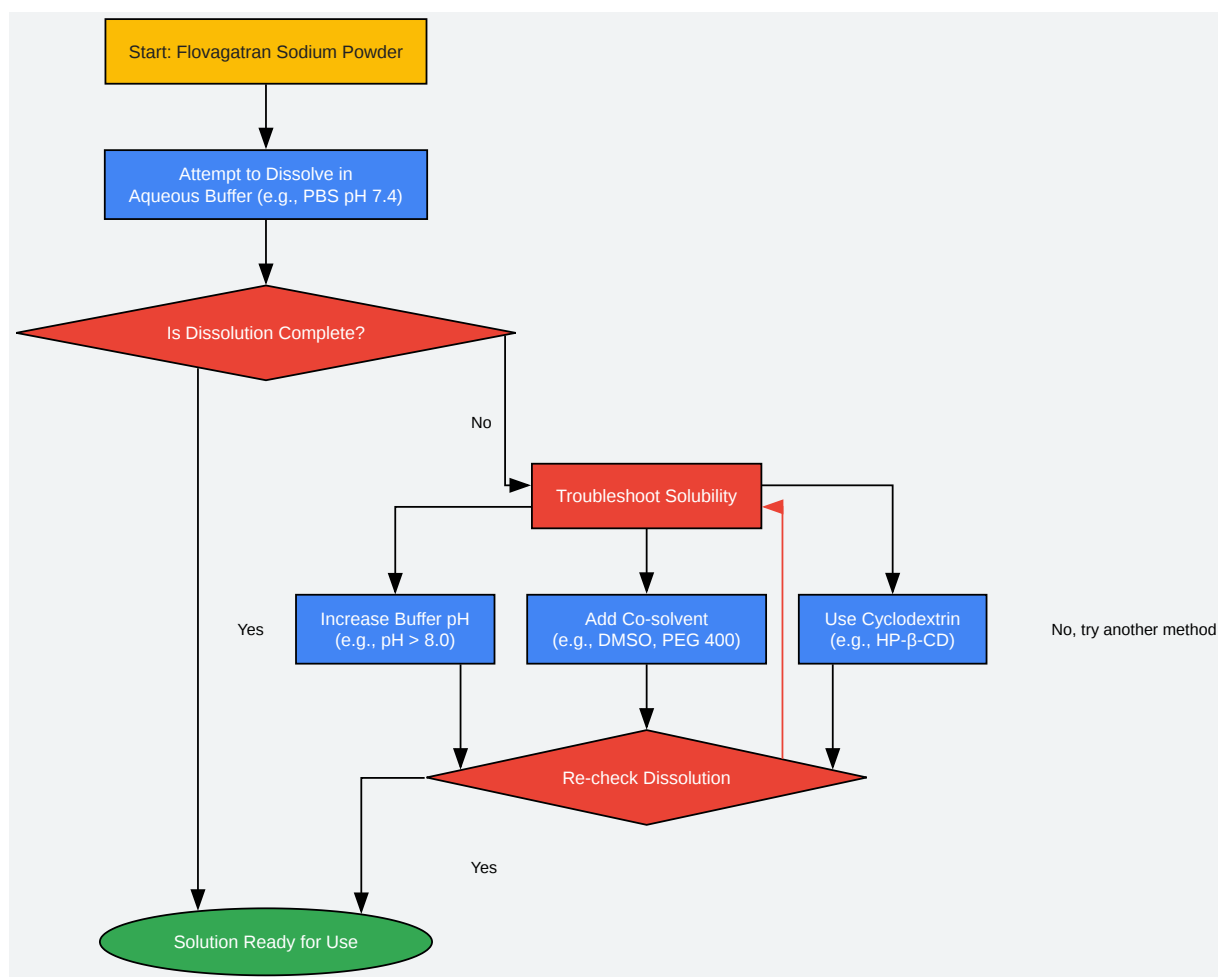 Start: Flovagatran Sodium Powder
Attempt to Dissolve in
Aqueous Buffer (e.g., PBS pH 7.4)
Is Dissolution Complete?
No
Troubleshoot Solubility
Yes
Increase Buffer pH
(e.g., pH > 8.0)
Add Co-solvent
(e.g., DMSO, PEG 400)
Use Cyclodextrin
(e.g., HP-β-CD)
No, try another method
Re-check Dissolution
Yes
Solution Ready for Use